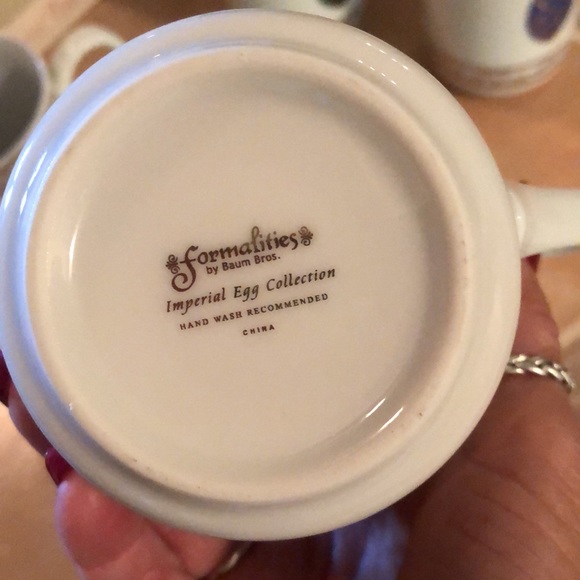 Formalities
by Baum Bros.
Imperial Egg Collection
HAND WASH RECOMMENDED
CHINA